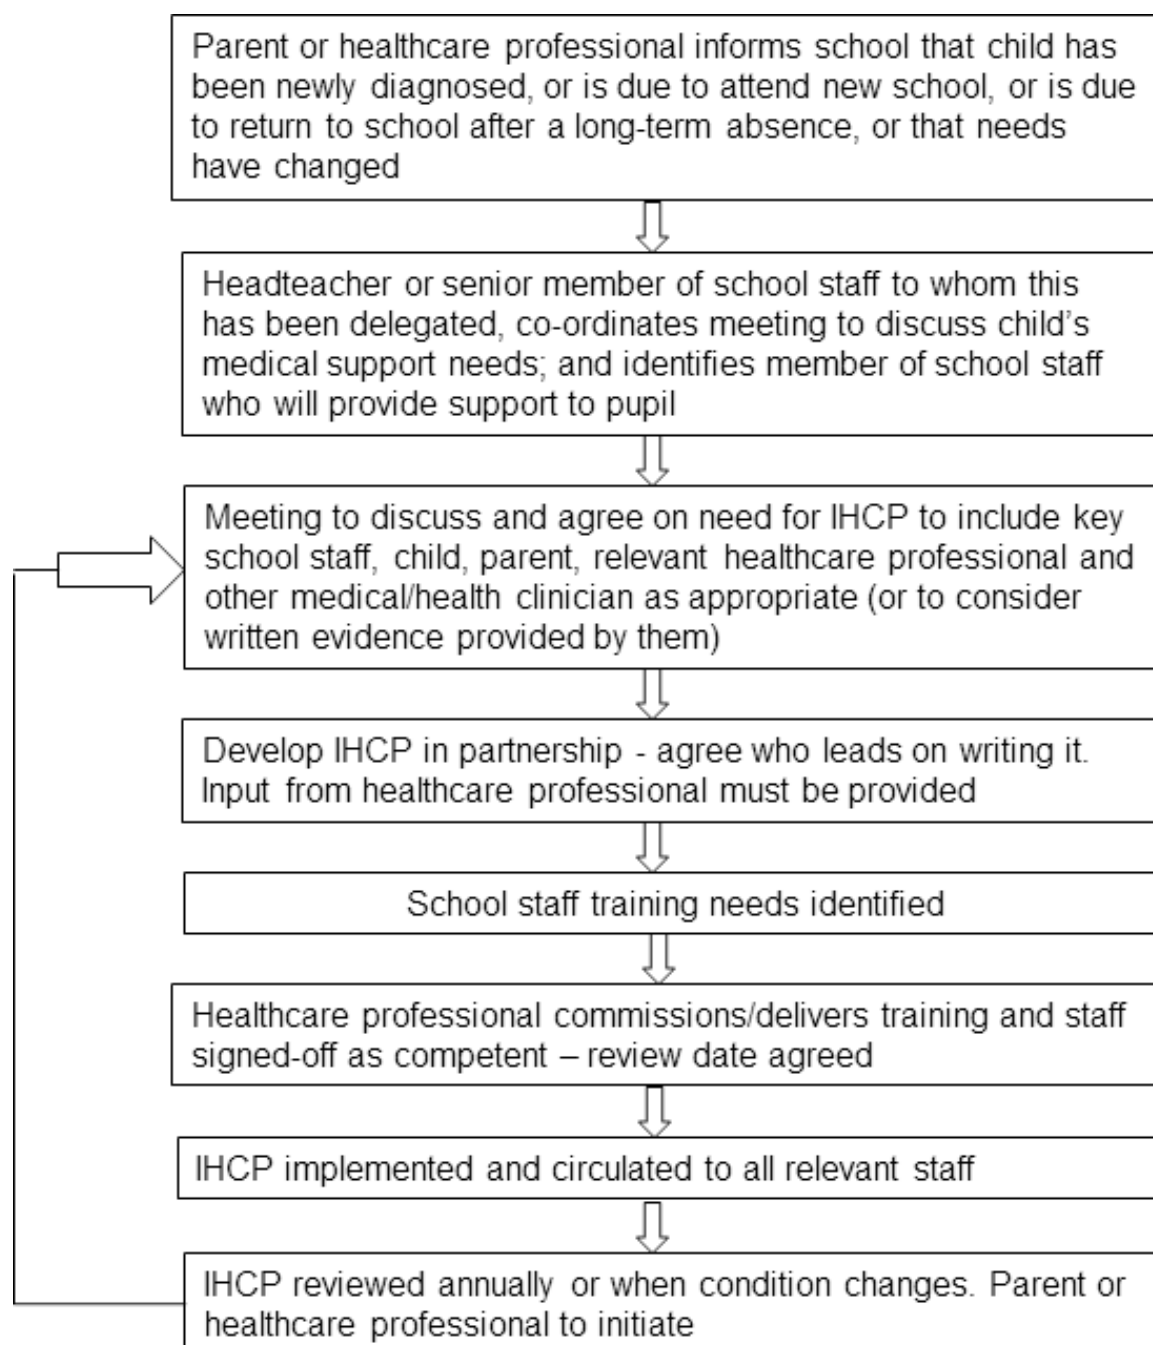 Parent or healthcare professional informs school that child has
been newly diagnosed, or is due to attend new school, or is due
to return to school after a long-term absence, or that needs
have changed
Headteacher or senior member of school staff to whom this
has been delegated, co-ordinates meeting to discuss child's
medical support needs; and identifies member of school staff
who will provide support to pupil
Meeting to discuss and agree on need for IHCP to include key
school staff, child, parent, relevant healthcare professional and
other medical/health clinician as appropriate (or to consider
written evidence provided by them)
Develop IHCP in partnership - agree who leads on writing it.
Input from healthcare professional must be provided
School staff training needs identified
Healthcare professional commissions/delivers training and staff
signed-off as competent – review date agreed
IHCP implemented and circulated to all relevant staff
IHCP reviewed annually or when condition changes. Parent or
healthcare professional to initiate